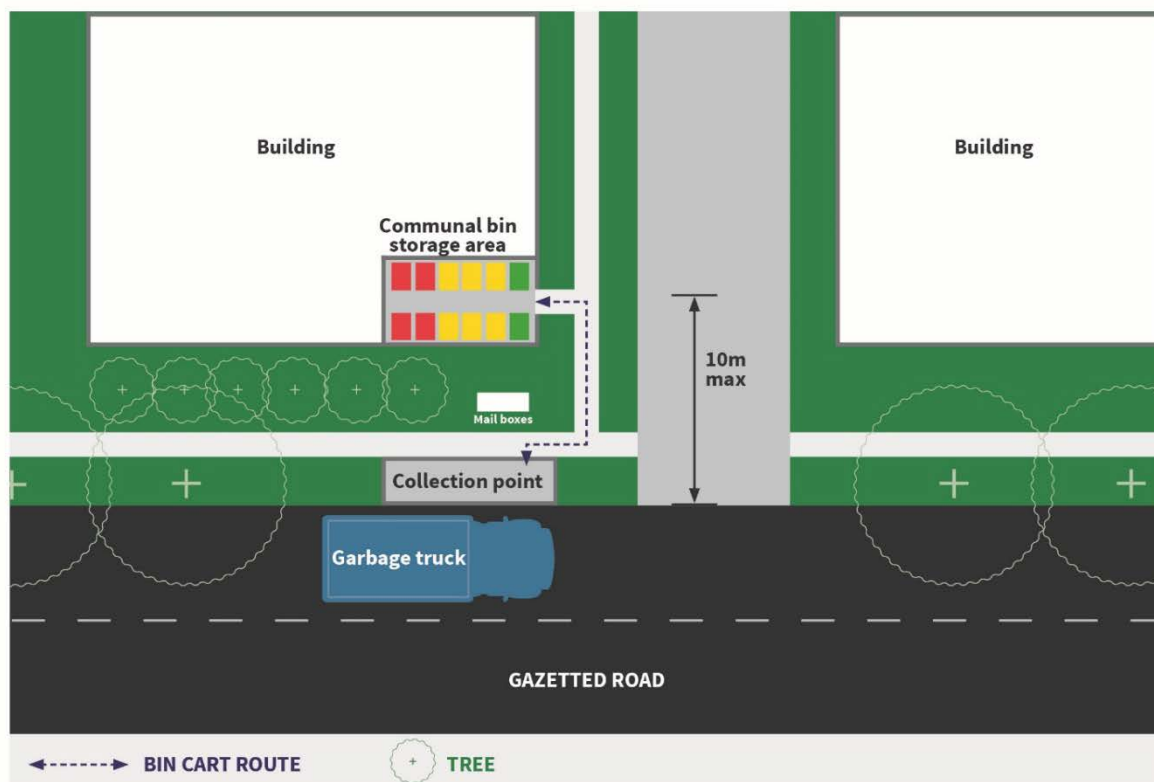 Building
Building
Communal bin
storage area
10m
max
Mail boxes
Collection point
Garbage truck
GAZETTED ROAD
BIN CART ROUTE
TREE